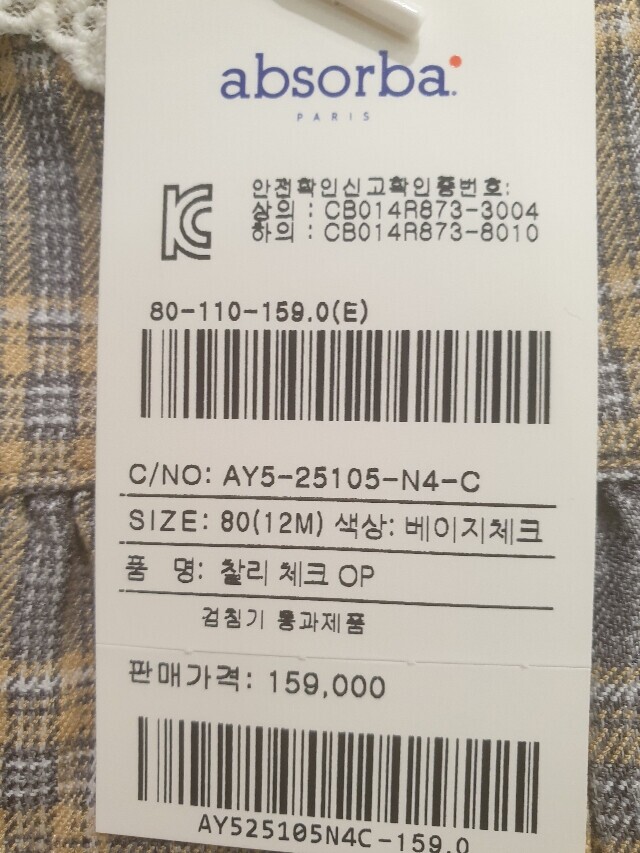 absorba.
PARIS
안전확인신고확인증번호:
상의 : CB014R873-3004
하의 : CB014R873-8010
80-110-159.0(E)
C/NO: AY5-25105-N4-C
SIZE: 80(12M) 색상: 베이지체크
품 명: 찰리 체크 OP
검침기 통과제품
판매가격: 159,000
AY525105N4C-159.0